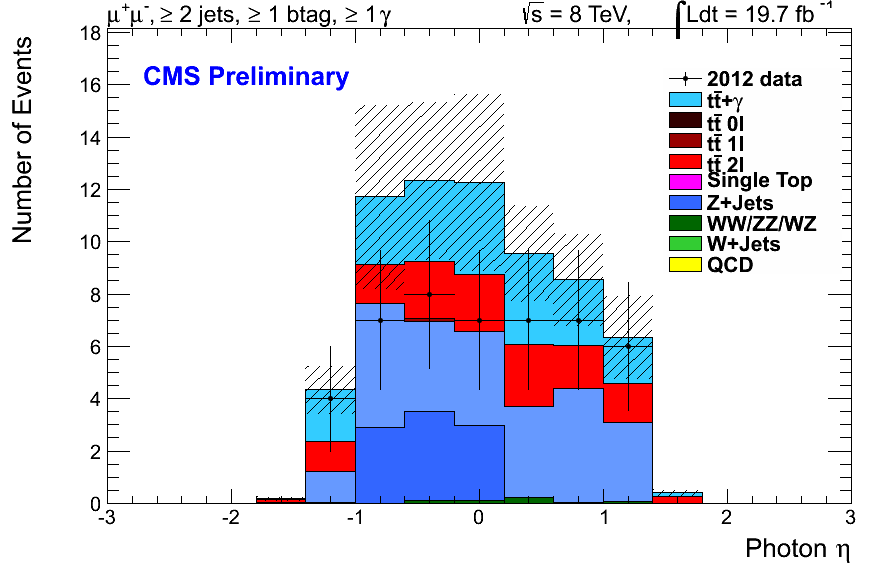 μ⁺μ⁻, ≥ 2 jets, ≥ 1 btag, ≥ 1 γ
√s = 8 TeV, ∫Ldt = 19.7 fb⁻¹
CMS Preliminary
2012 data
tt̄+γ
tt̄ 0l
tt̄ 1l
tt̄ 2l
Single Top
Z+Jets
WW/ZZ/WZ
W+Jets
QCD
Number of Events
18
16
14
12
10
8
6
4
2
0
-3 -2 -1 0 1 2 3
Photon η